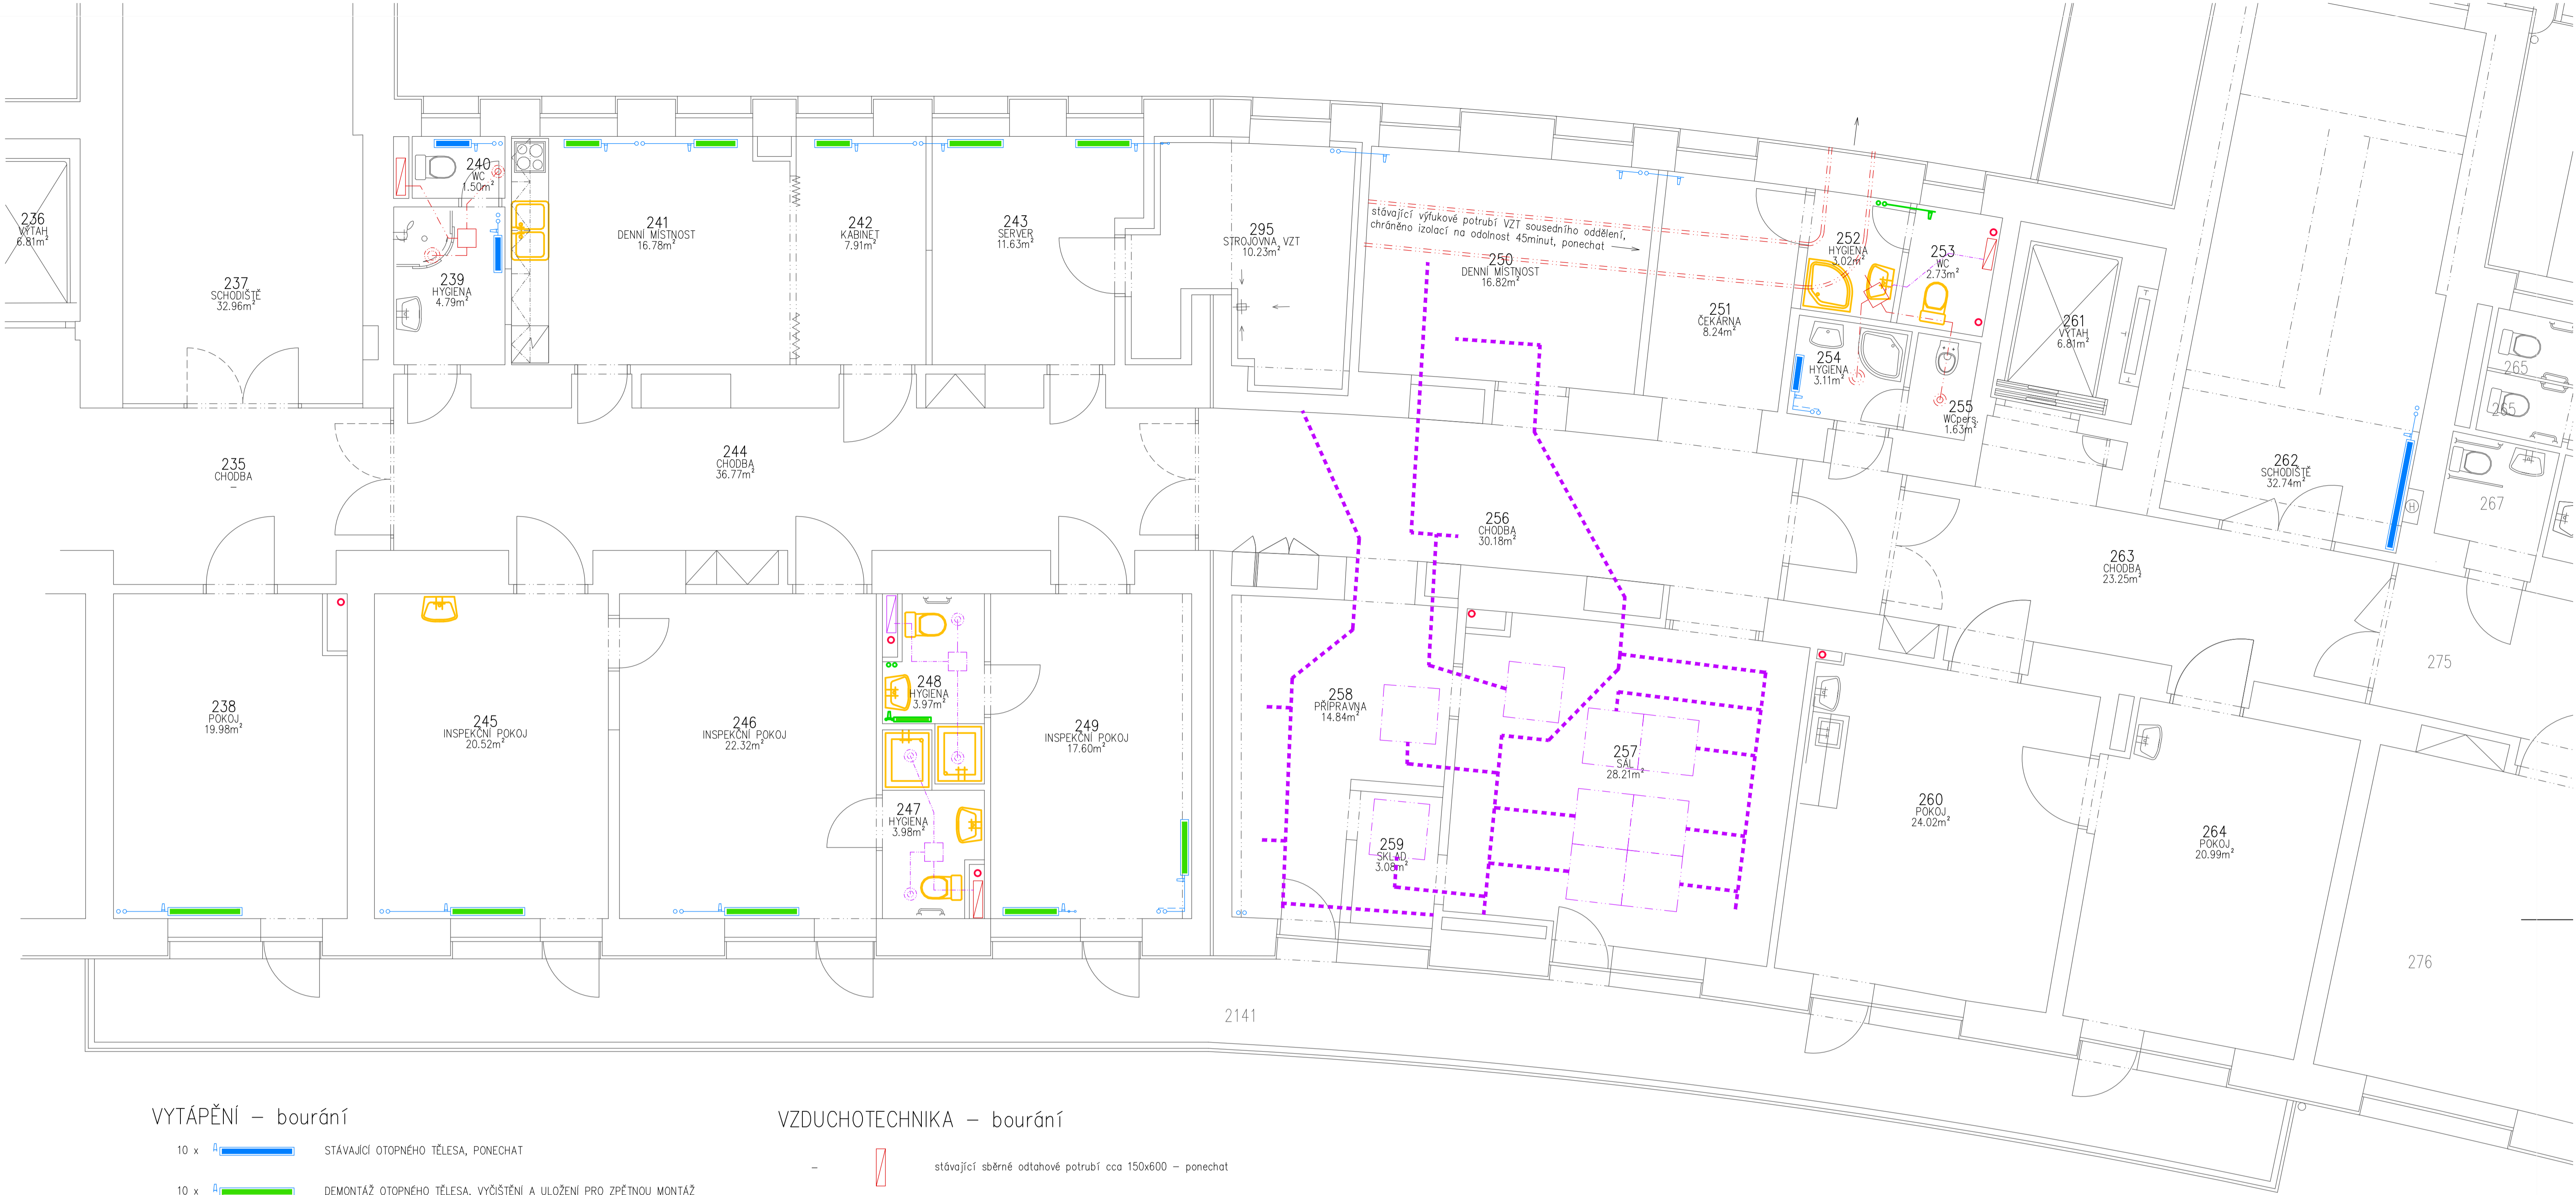 236
VÝTAH
6.81m²
237
SCHODIŠTĚ
32.96m²
240
WC
1.50m²
239
HYGIENA
4.79m²
241
DENNÍ MÍSTNOST
16.78m²
242
KABINET
7.91m²
243
SERVER
11.63m²
295
STROJOVNA VZT
10.23m²
stávající výfukové potrubí VZT sousedního oddělení,
chráněno izolací na odolnost 45minut, ponechat
250
DENNÍ MÍSTNOST
16.82m²
251
ČEKÁRNA
8.24m²
252
HYGIENA
3.02m²
253
WC
2.73m²
254
HYGIENA
3.11m²
255
WCpers.
1.63m²
261
VÝTAH
6.81m²
262
SCHODIŠTĚ
32.74m²
H
265
265
267
235
CHODBA
–
244
CHODBA
36.77m²
256
CHODBA
30.18m²
263
CHODBA
23.25m²
275
238
POKOJ
19.98m²
245
INSPEKČNÍ POKOJ
20.52m²
246
INSPEKČNÍ POKOJ
22.32m²
248
HYGIENA
3.97m²
247
HYGIENA
3.98m²
249
INSPEKČNÍ POKOJ
17.60m²
258
PŘÍPRAVNA
14.84m²
257
SÁL
28.21m²
259
SKLAD
3.08m²
260
POKOJ
24.02m²
264
POKOJ
20.99m²
276
2141
VYTÁPĚNÍ – bourání
10 x STÁVAJÍCÍ OTOPNÉHO TĚLESA, PONECHAT
10 x DEMONTÁŽ OTOPNÉHO TĚLESA, VYČIŠTĚNÍ A ULOŽENÍ PRO ZPĚTNOU MONTÁŽ
VZDUCHOTECHNIKA – bourání
– stávající sběrné odtahové potrubí cca 150x600 – ponechat